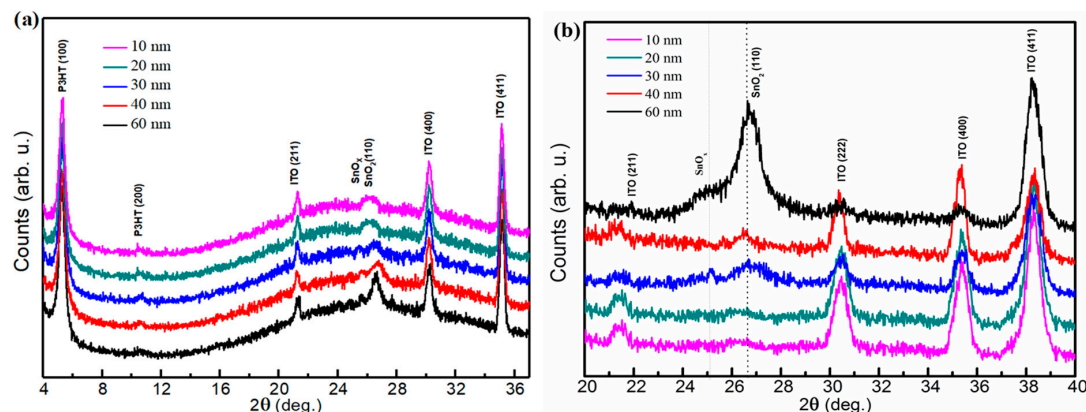 (a)
10 nm
20 nm
30 nm
40 nm
60 nm
P3HT (100)
P3HT (200)
ITO (211)
SnOX
SnO2(110)
ITO (400)
ITO (411)
Counts (arb. u.)
4 8 12 16 20 24 28 32 36
2θ (deg.)
(b)
10 nm
20 nm
30 nm
40 nm
60 nm
ITO (211)
SnOx
SnO2 (110)
ITO (222)
ITO (400)
ITO (411)
Counts (arb. u.)
20 22 24 26 28 30 32 34 36 38 40
2θ (deg.)